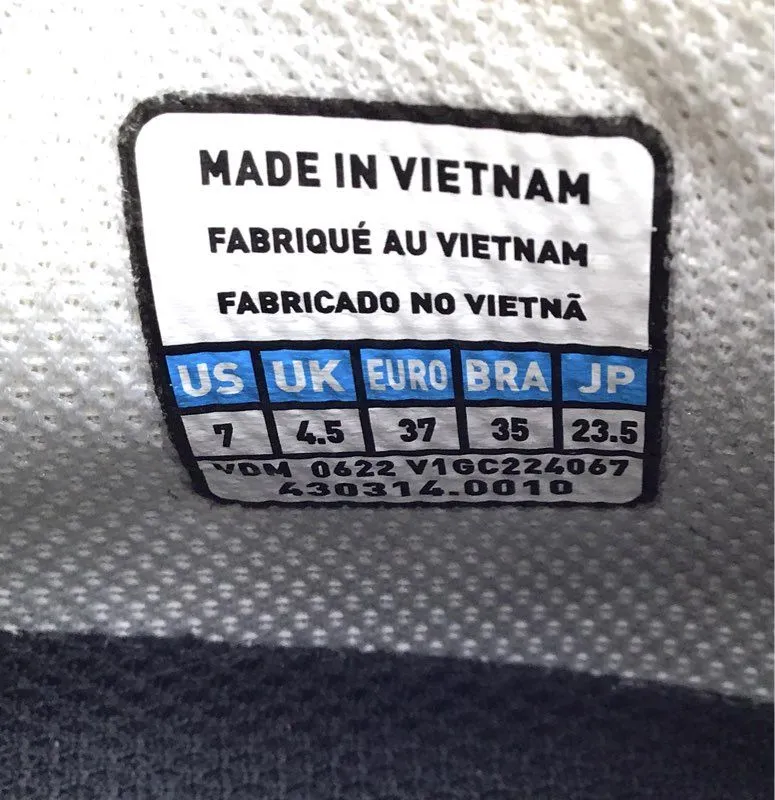 MADE IN VIETNAM
FABRIQUÉ AU VIETNAM
FABRICADO NO VIETNÃ
US UK EURO BRA JP
7 4.5 37 35 23.5
VDM 0622 V1GC224067
430314.0010